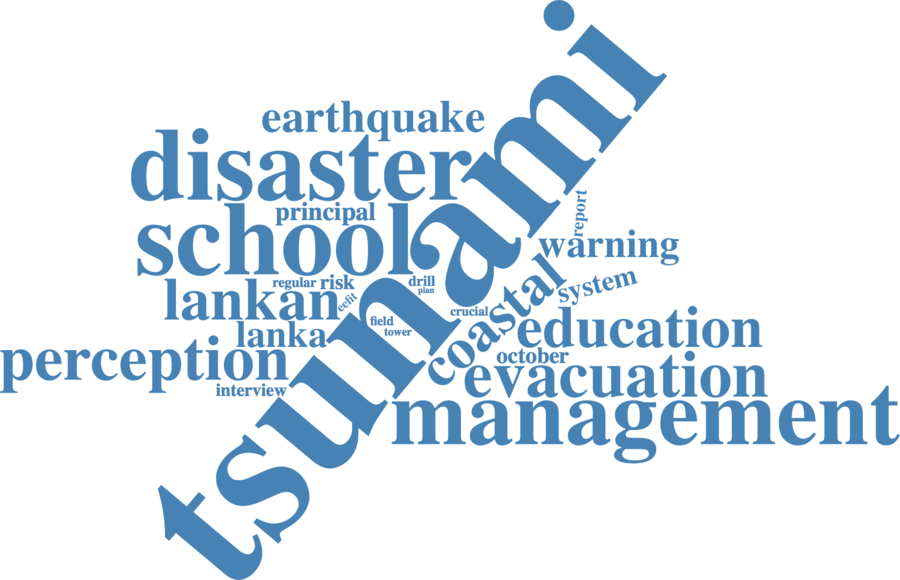 tsunami
earthquake
disaster
principal
school
report
warning
regular
risk
drill
plan
system
lankan
eefit
coastal
crucial
field
tower
lanka
education
october
perception
interview
evacuation
management